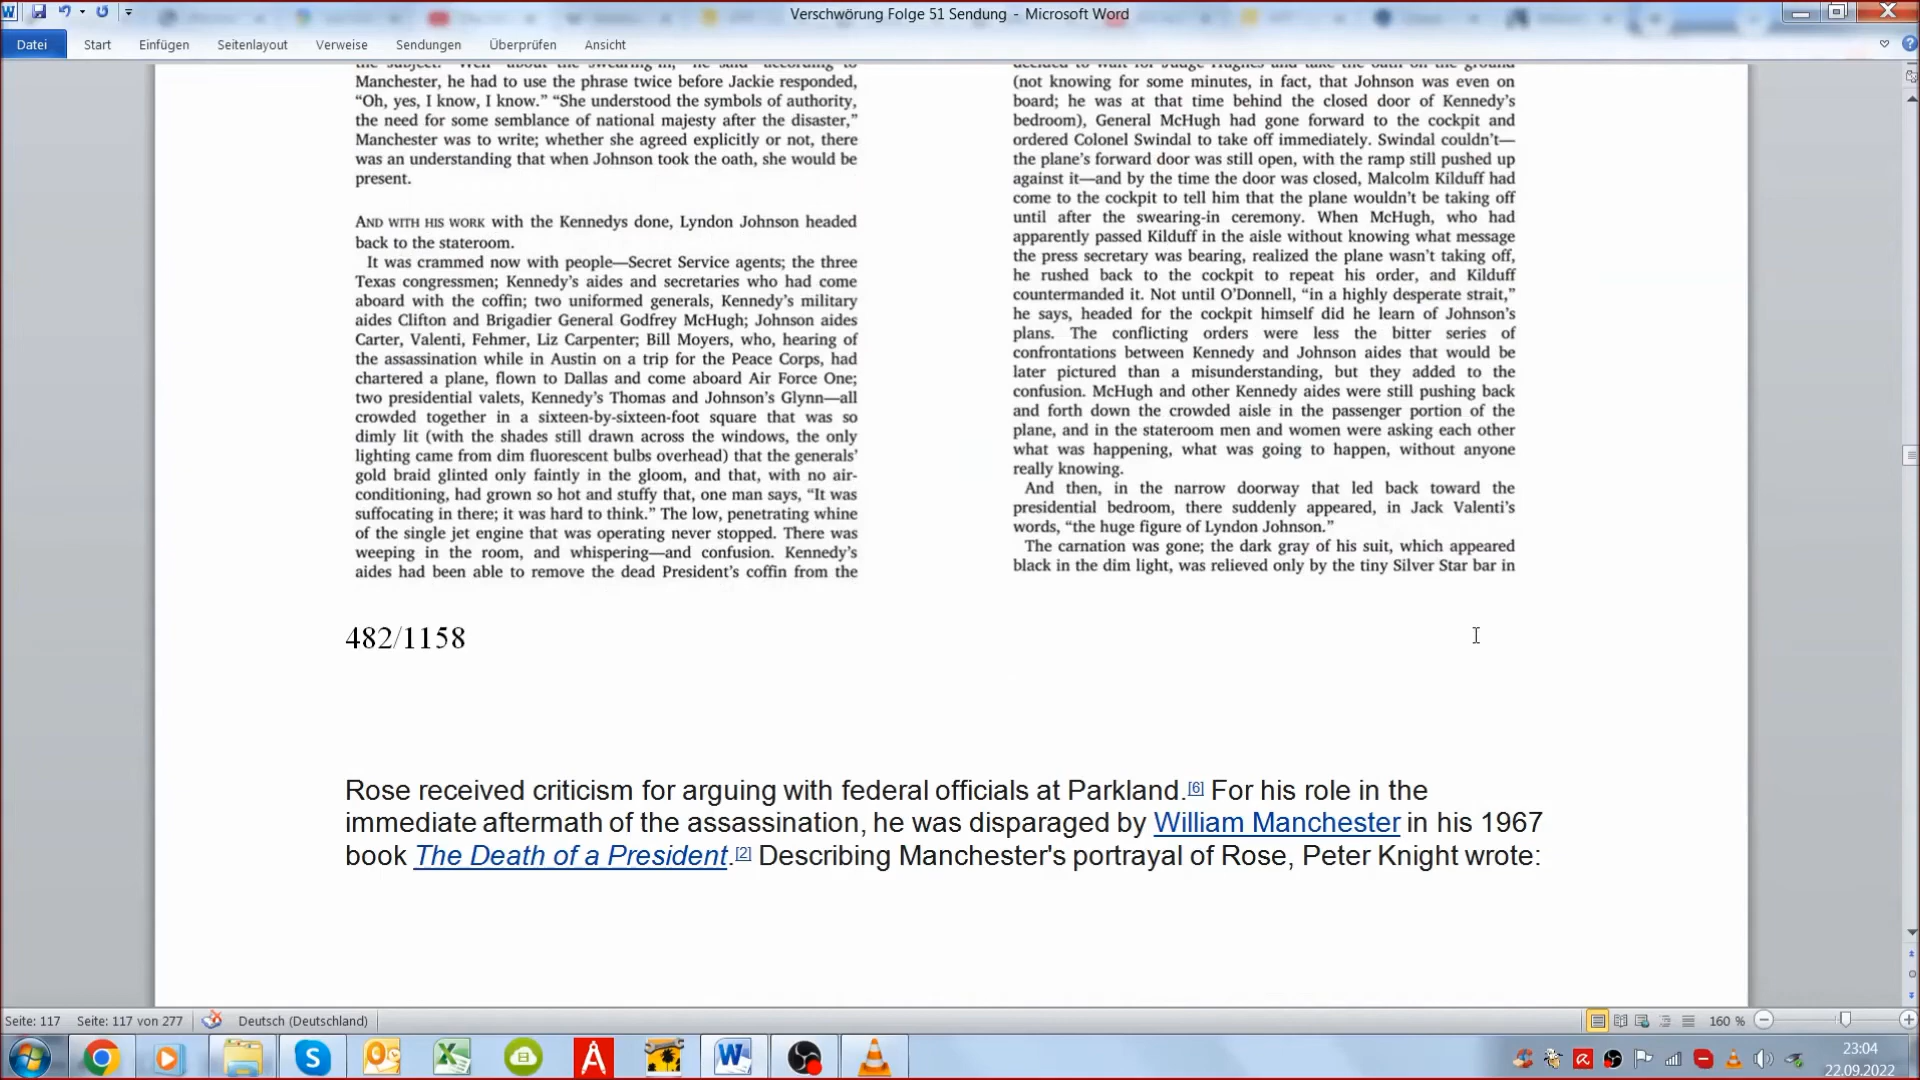 Verschwörung Folge 51 Sendung - Microsoft Word
Datei Start Einfügen Seitenlayout Verweise Sendungen Überprüfen Ansicht
the subject. "Well—about the swearing-in," he said—according to
Manchester, he had to use the phrase twice before Jackie responded,
“Oh, yes, I know, I know.” “She understood the symbols of authority,
the need for some semblance of national majesty after the disaster,”
Manchester was to write; whether she agreed explicitly or not, there
was an understanding that when Johnson took the oath, she would be
present.
AND WITH HIS WORK with the Kennedys done, Lyndon Johnson headed
back to the stateroom.
It was crammed now with people—Secret Service agents; the three
Texas congressmen; Kennedy’s aides and secretaries who had come
aboard with the coffin; two uniformed generals, Kennedy’s military
aides Clifton and Brigadier General Godfrey McHugh; Johnson aides
Carter, Valenti, Fehmer, Liz Carpenter; Bill Moyers, who, hearing of
the assassination while in Austin on a trip for the Peace Corps, had
chartered a plane, flown to Dallas and come aboard Air Force One;
two presidential valets, Kennedy’s Thomas and Johnson’s Glynn—all
crowded together in a sixteen-by-sixteen-foot square that was so
dimly lit (with the shades still drawn across the windows, the only
lighting came from dim fluorescent bulbs overhead) that the generals’
gold braid glinted only faintly in the gloom, and that, with no air-
conditioning, had grown so hot and stuffy that, one man says, “It was
suffocating in there; it was hard to think.” The low, penetrating whine
of the single jet engine that was operating never stopped. There was
weeping in the room, and whispering—and confusion. Kennedy’s
aides had been able to remove the dead President’s coffin from the
decided to wait for Judge Hughes and take the oath on the ground
(not knowing for some minutes, in fact, that Johnson was even on
board; he was at that time behind the closed door of Kennedy’s
bedroom), General McHugh had gone forward to the cockpit and
ordered Colonel Swindal to take off immediately. Swindal couldn’t—
the plane’s forward door was still open, with the ramp still pushed up
against it—and by the time the door was closed, Malcolm Kilduff had
come to the cockpit to tell him that the plane wouldn’t be taking off
until after the swearing-in ceremony. When McHugh, who had
apparently passed Kilduff in the aisle without knowing what message
the press secretary was bearing, realized the plane wasn’t taking off,
he rushed back to the cockpit to repeat his order, and Kilduff
countermanded it. Not until O’Donnell, “in a highly desperate strait,”
he says, headed for the cockpit himself did he learn of Johnson’s
plans. The conflicting orders were less the bitter series of
confrontations between Kennedy and Johnson aides that would be
later pictured than a misunderstanding, but they added to the
confusion. McHugh and other Kennedy aides were still pushing back
and forth down the crowded aisle in the passenger portion of the
plane, and in the stateroom men and women were asking each other
what was happening, what was going to happen, without anyone
really knowing.
And then, in the narrow doorway that led back toward the
presidential bedroom, there suddenly appeared, in Jack Valenti’s
words, “the huge figure of Lyndon Johnson.”
The carnation was gone; the dark gray of his suit, which appeared
black in the dim light, was relieved only by the tiny Silver Star bar in
482/1158
Rose received criticism for arguing with federal officials at Parkland.[6] For his role in the
immediate aftermath of the assassination, he was disparaged by William Manchester in his 1967
book The Death of a President.[2] Describing Manchester's portrayal of Rose, Peter Knight wrote:
Seite: 117 Seite: 117 von 277 Deutsch (Deutschland) 160 %
23:04
22.09.2022